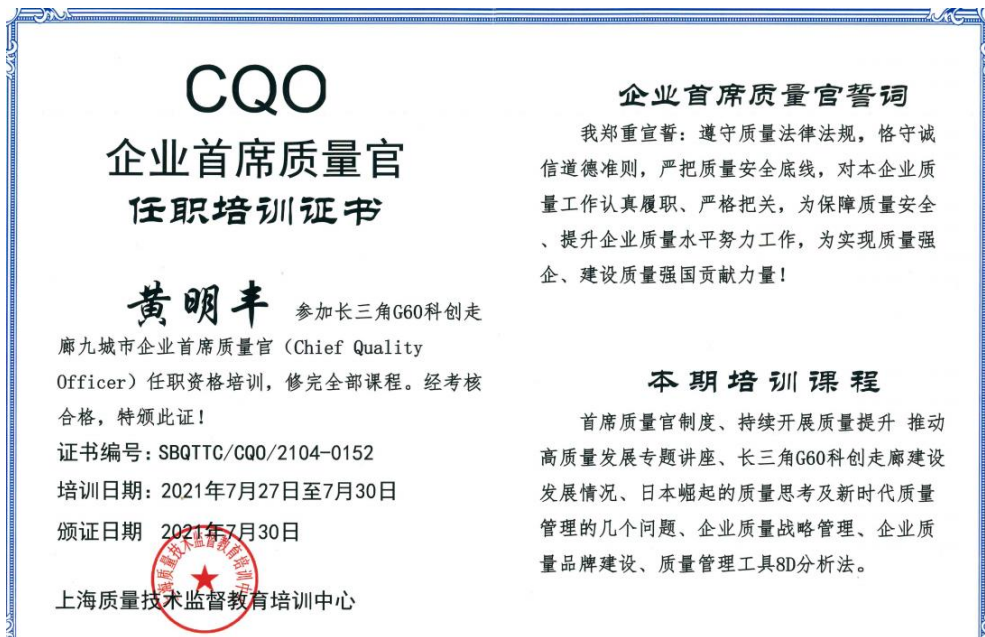 CQO
企业首席质量官
任职培训证书
黄明丰 参加长三角G60科创走
廊九城市企业首席质量官（Chief Quality
Officer）任职资格培训，修完全部课程。经考核
合格，特颁此证！
证书编号：SBQTTC/CQO/2104-0152
培训日期：2021年7月27日至7月30日
颁证日期 2021年7月30日
上海质量技术监督教育培训中心
上海质量技术监督教育培训中心
企业首席质量官誓词
我郑重宣誓：遵守质量法律法规，恪守诚
信道德准则，严把质量安全底线，对本企业质
量工作认真履职、严格把关，为保障质量安全
、提升企业质量水平努力工作，为实现质量强
企、建设质量强国贡献力量！
本期培训课程
首席质量官制度、持续开展质量提升 推动
高质量发展专题讲座、长三角G60科创走廊建设
发展情况、日本崛起的质量思考及新时代质量
管理的几个问题、企业质量战略管理、企业质
量品牌建设、质量管理工具8D分析法。